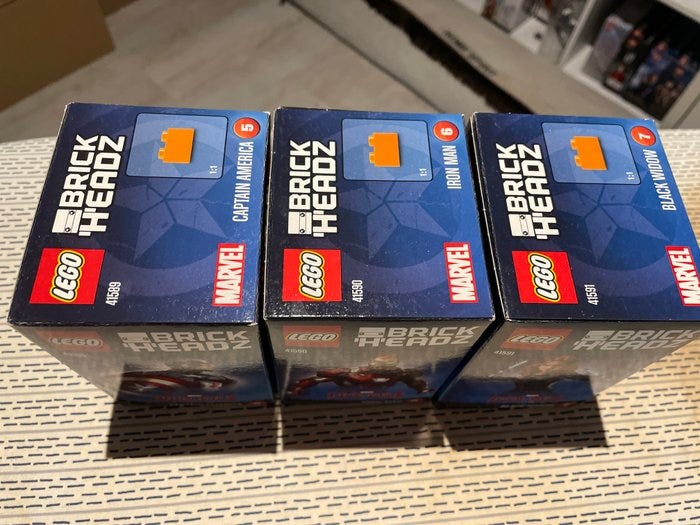 BRICK
HEADZ
LEGO
41589
1:1
5
CAPTAIN AMERICA
MARVEL
LEGO
BRICK
HEADZ
BRICK
HEADZ
LEGO
41590
1:1
6
IRON MAN
MARVEL
LEGO
41590
BRICK
HEADZ
BRICK
HEADZ
LEGO
41591
1:1
7
BLACK WIDOW
MARVEL
LEGO
41591
BRICK
HEADZ